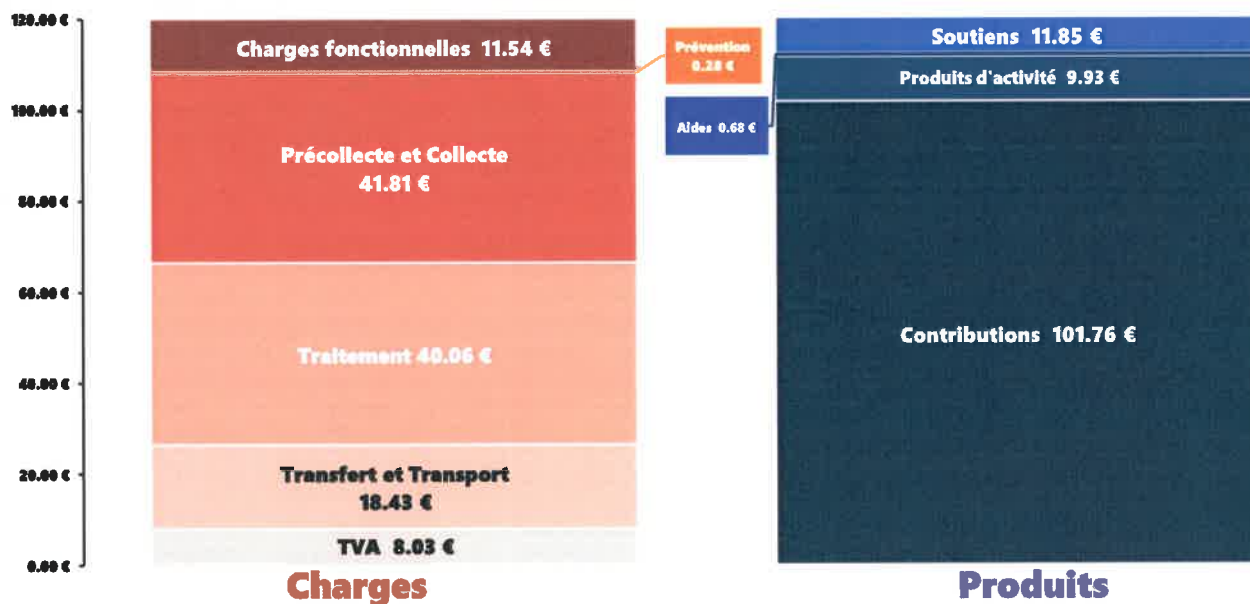 120.00 €
100.00 €
80.00 €
60.00 €
40.00 €
20.00 €
0.00 €
Charges fonctionnelles 11.54 €
Prévention
0.28 €
Précollecte et Collecte
41.81 €
Traitement 40.06 €
Transfert et Transport
18.43 €
TVA 8.03 €
Charges
Soutiens 11.85 €
Produits d'activité 9.93 €
Aides 0.68 €
Contributions 101.76 €
Produits